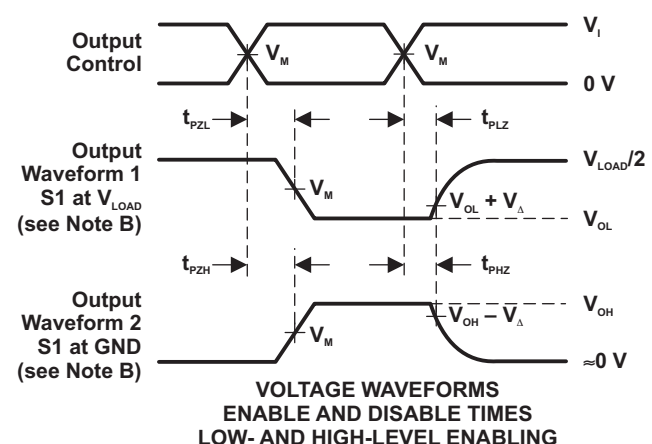 Output
Control
V_M
V_M
V_I
0 V
t_PZL
t_PLZ
Output
Waveform 1
S1 at V_LOAD
(see Note B)
V_M
V_LOAD/2
V_OL + V_Δ
V_OL
t_PZH
t_PHZ
Output
Waveform 2
S1 at GND
(see Note B)
V_M
V_OH
V_OH – V_Δ
≈0 V
VOLTAGE WAVEFORMS
ENABLE AND DISABLE TIMES
LOW- AND HIGH-LEVEL ENABLING